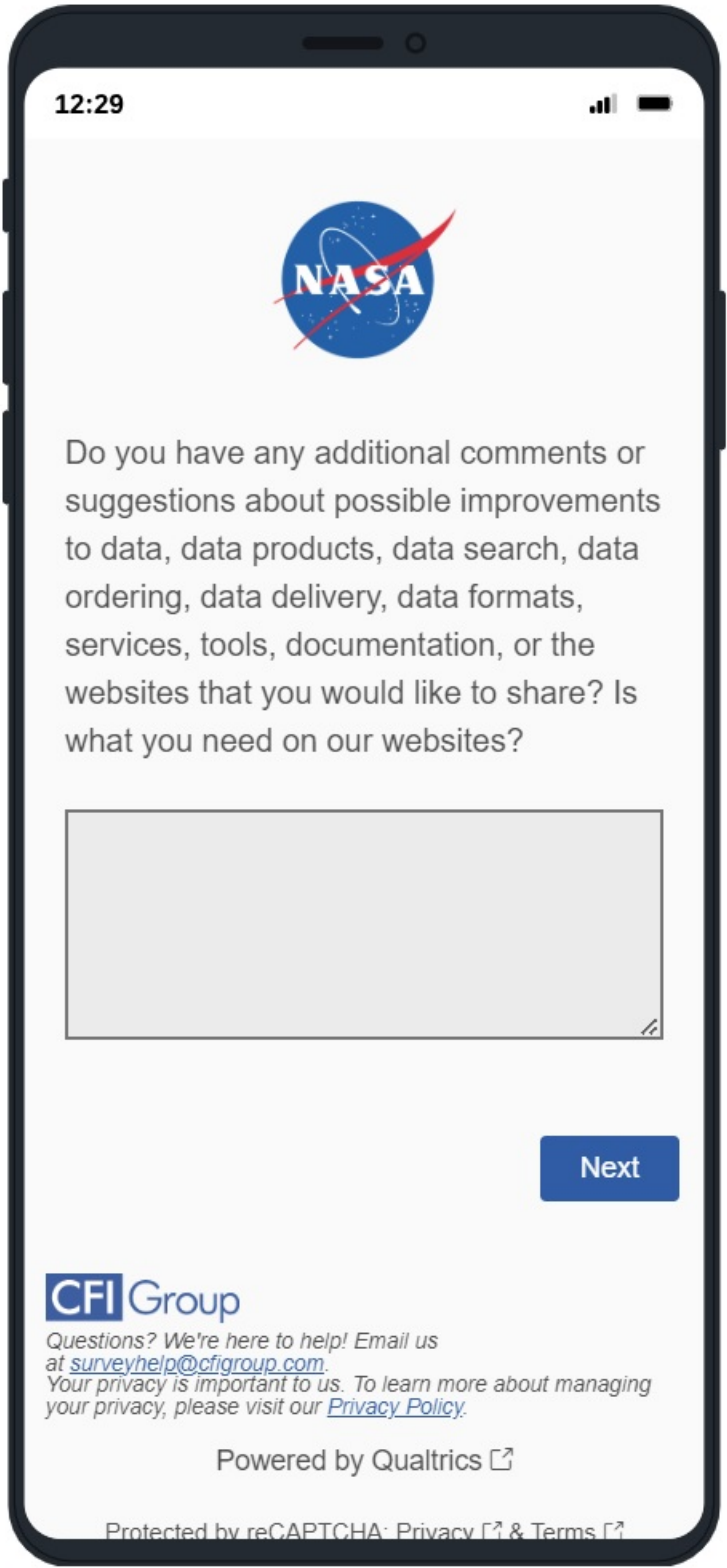 12:29
NASA
Do you have any additional comments or
suggestions about possible improvements
to data, data products, data search, data
ordering, data delivery, data formats,
services, tools, documentation, or the
websites that you would like to share? Is
what you need on our websites?
Next
CFI Group
Questions? We're here to help! Email us
at surveyhelp@cfigroup.com.
Your privacy is important to us. To learn more about managing
your privacy, please visit our Privacy Policy.
Powered by Qualtrics
Protected by reCAPTCHA: Privacy & Terms